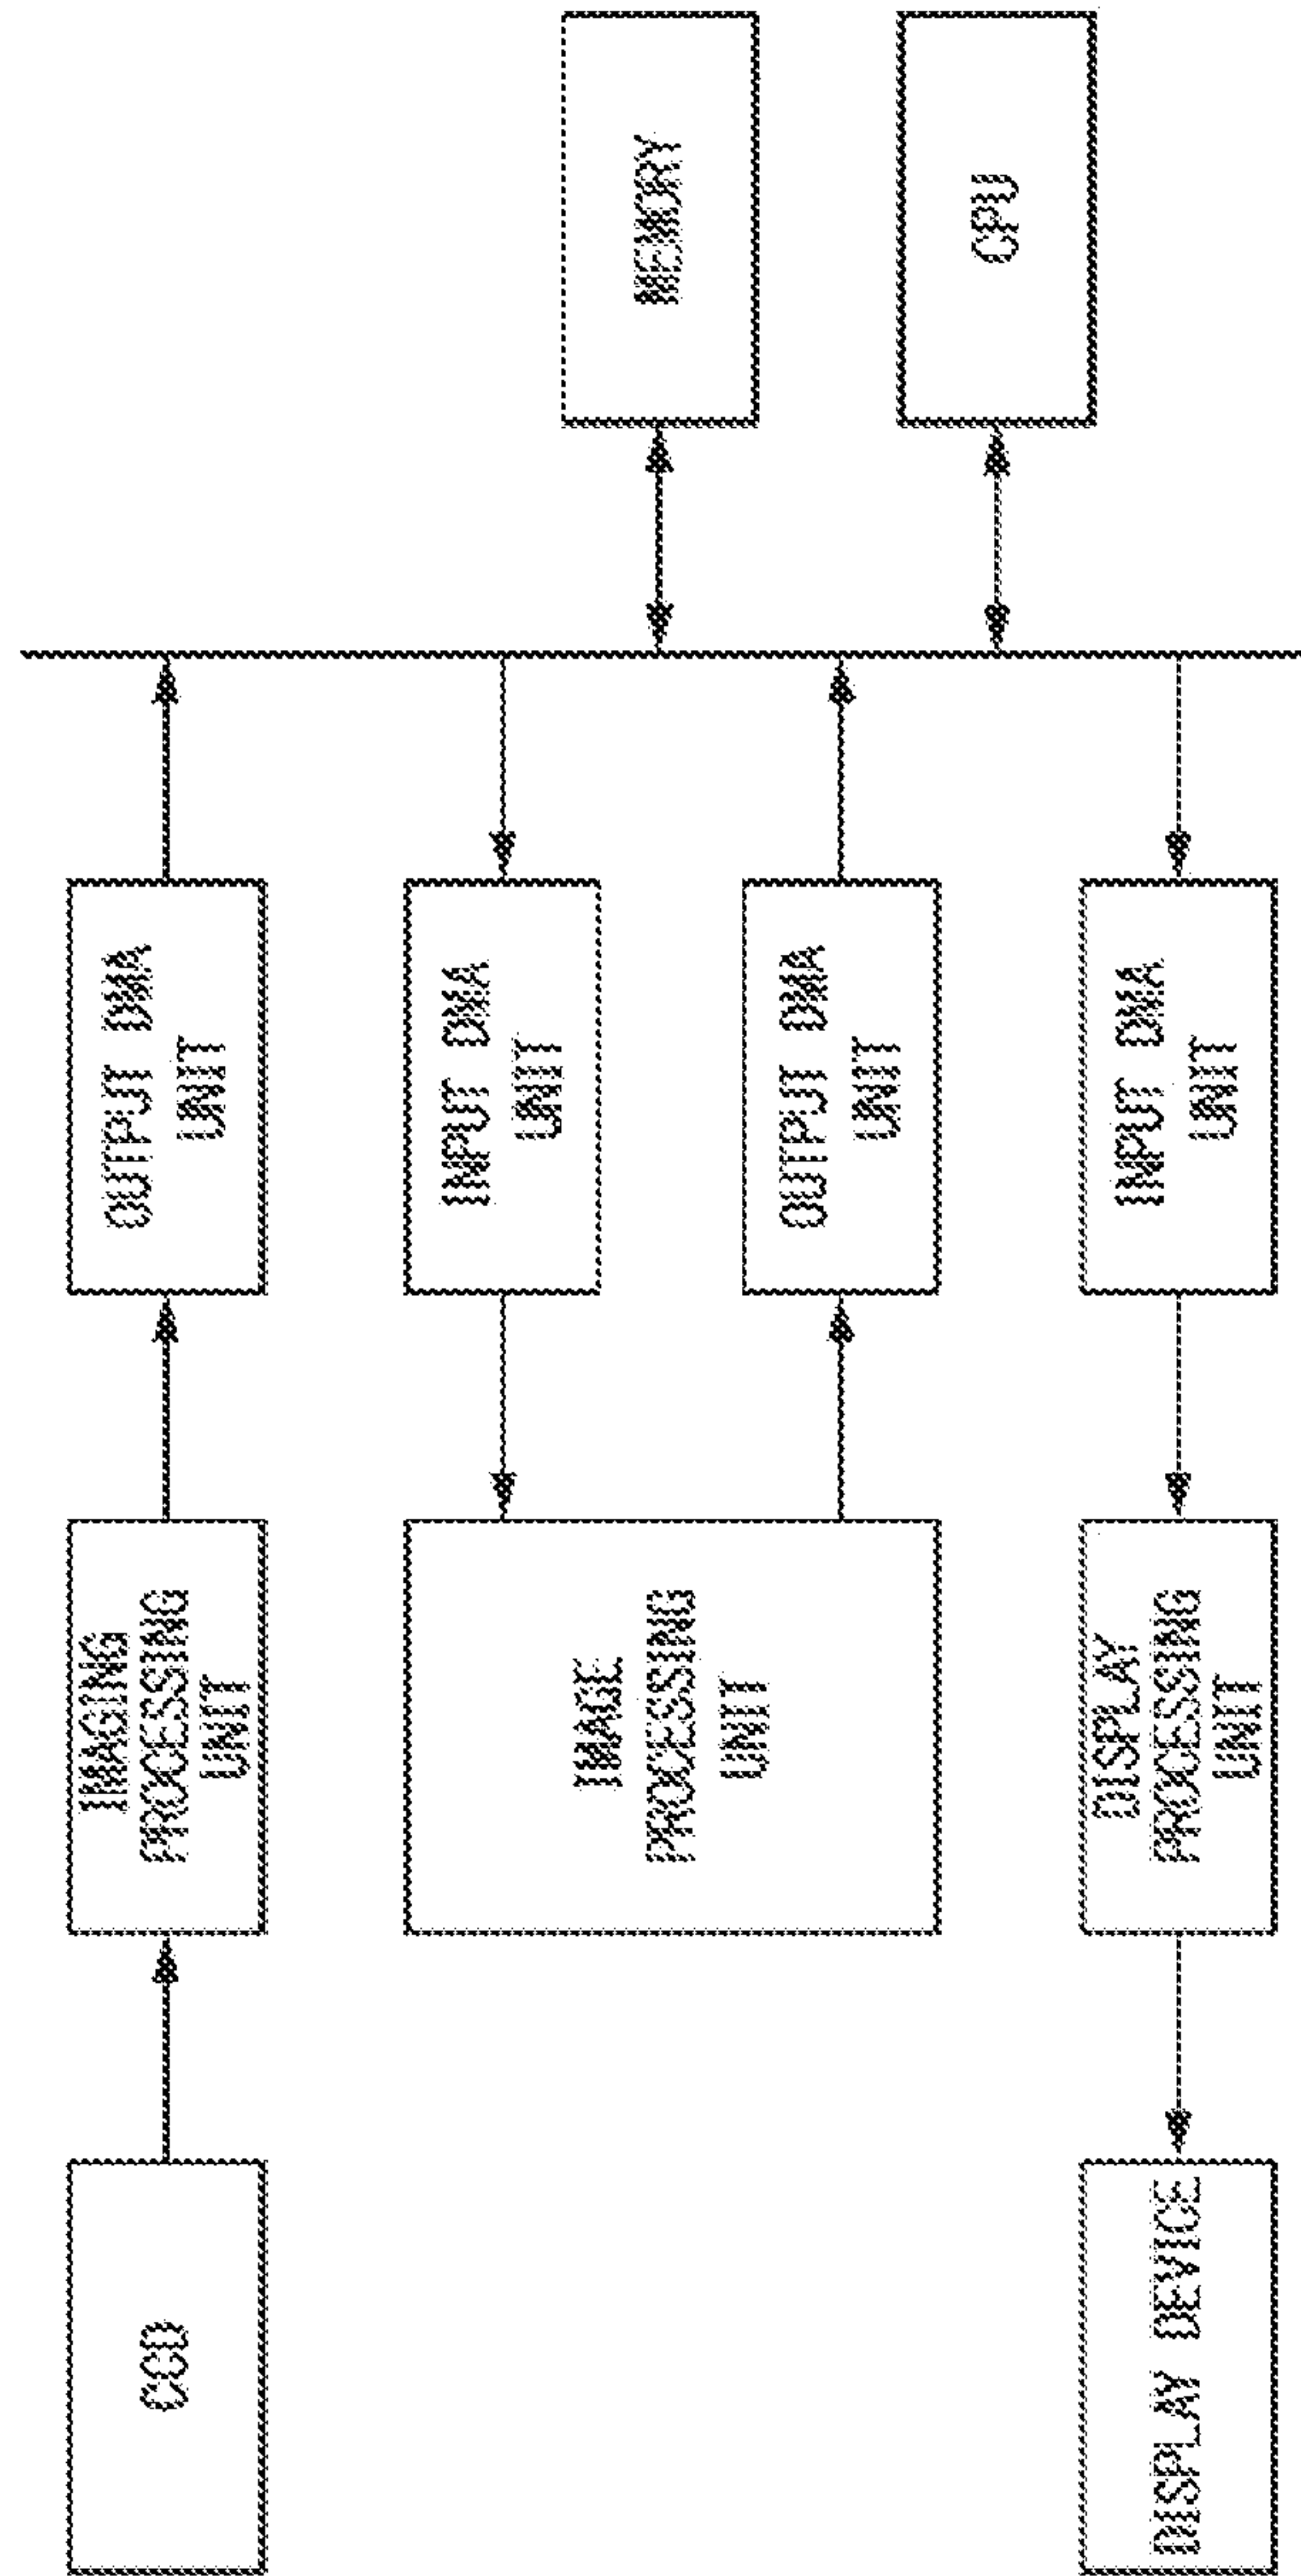 CCD
IMAGING
PROCESSING
UNIT
OUTPUT DMA
UNIT
IMAGE
PROCESSING
UNIT
INPUT DMA
UNIT
OUTPUT DMA
UNIT
MEMORY
CPU
DISPLAY DEVICE
DISPLAY
PROCESSING
UNIT
INPUT DMA
UNIT